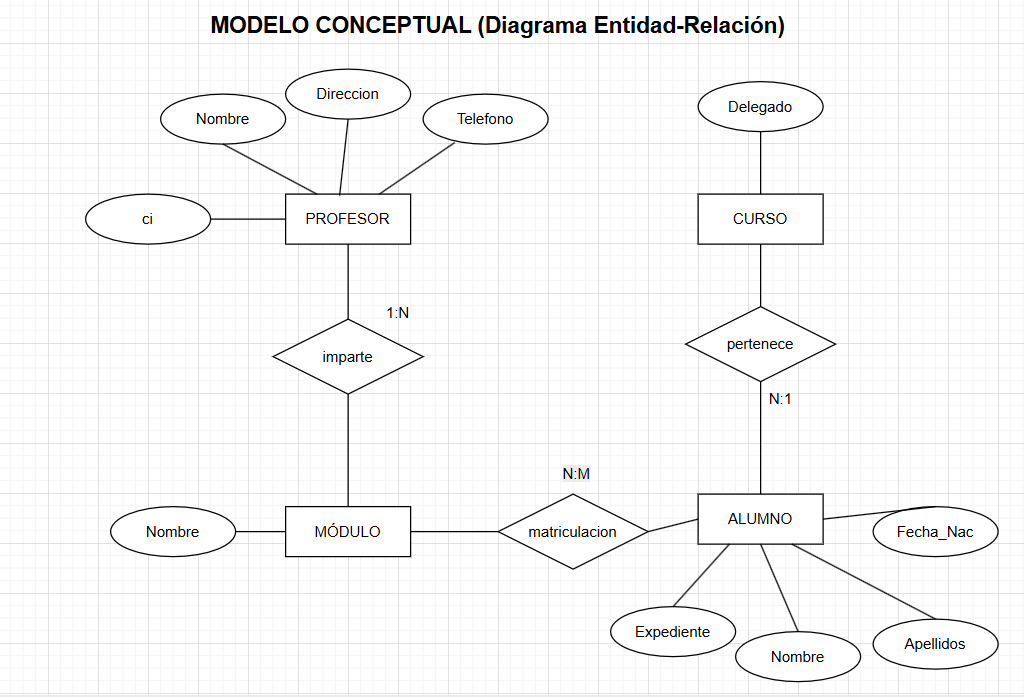 MODELO CONCEPTUAL (Diagrama Entidad-Relación)
Direccion
Nombre
Telefono
Delegado
ci
PROFESOR
CURSO
1:N
imparte
pertenece
N:1
N:M
Nombre
MÓDULO
matriculacion
ALUMNO
Fecha_Nac
Expediente
Nombre
Apellidos